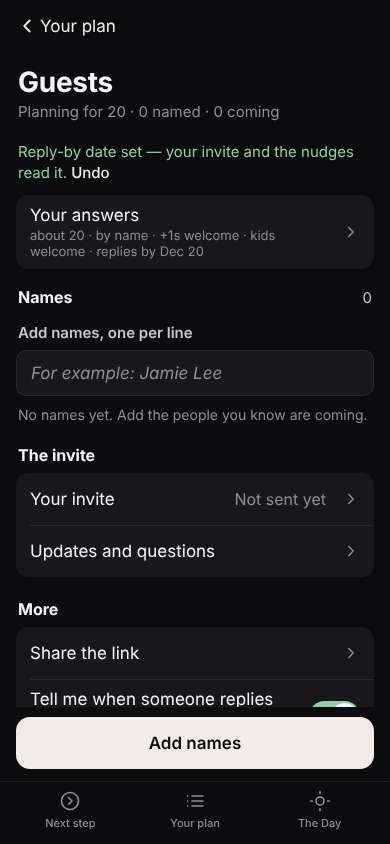 Your plan
Guests
Planning for 20 · 0 named · 0 coming
Reply-by date set — your invite and the nudges
read it. Undo
Your answers
about 20 · by name · +1s welcome · kids
welcome · replies by Dec 20
Names 0
Add names, one per line
For example: Jamie Lee
No names yet. Add the people you know are coming.
The invite
Your invite Not sent yet
Updates and questions
More
Share the link
Tell me when someone replies
Add names
Next step Your plan The Day